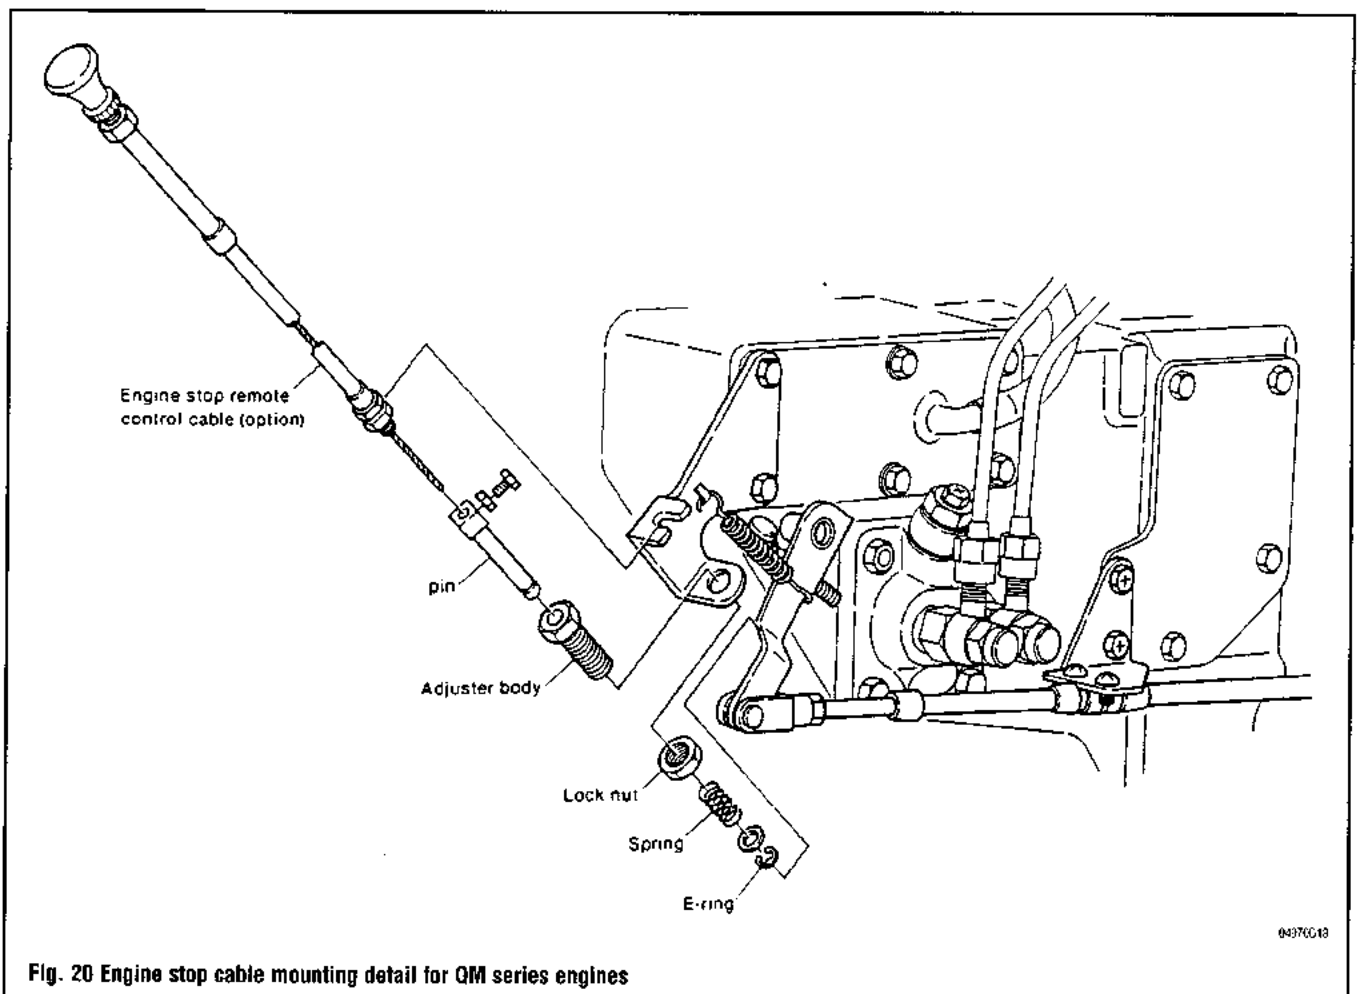 Engine stop remote
control cable (option)
pin
Adjuster body
Lock nut
Spring
E-ring
Fig. 20 Engine stop cable mounting detail for QM series engines